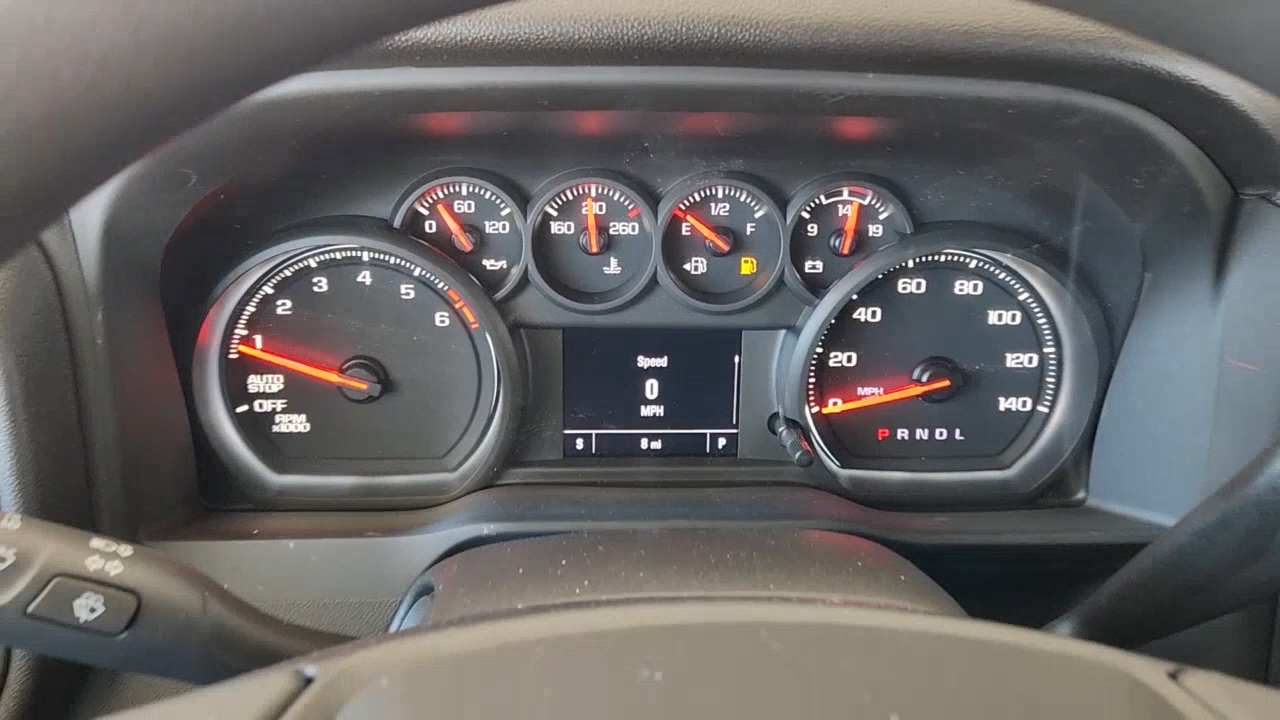 0 60 120
160 210 260
E 1/2 F
9 14 19
1 2 3 4 5 6
AUTO
STOP
OFF
RPM
x1000
Speed
0
MPH
S 8 mi P
0 20 40 60 80 100 120 140
MPH
P R N D L